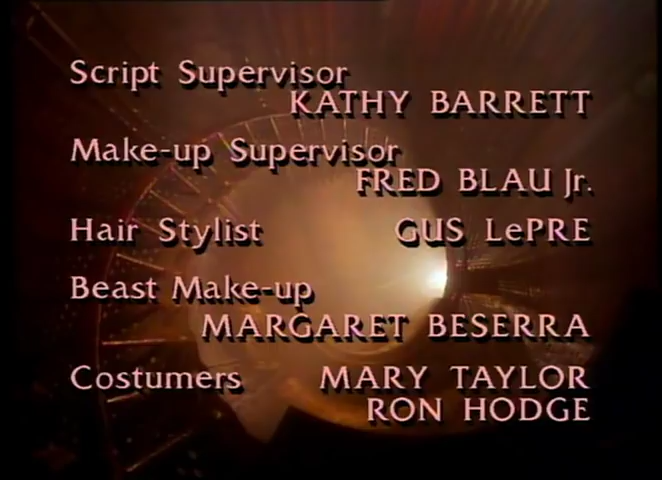 Script Supervisor
KATHY BARRETT
Make-up Supervisor
FRED BLAU Jr.
Hair Stylist GUS LePRE
Beast Make-up
MARGARET BESERRA
Costumers MARY TAYLOR
RON HODGE